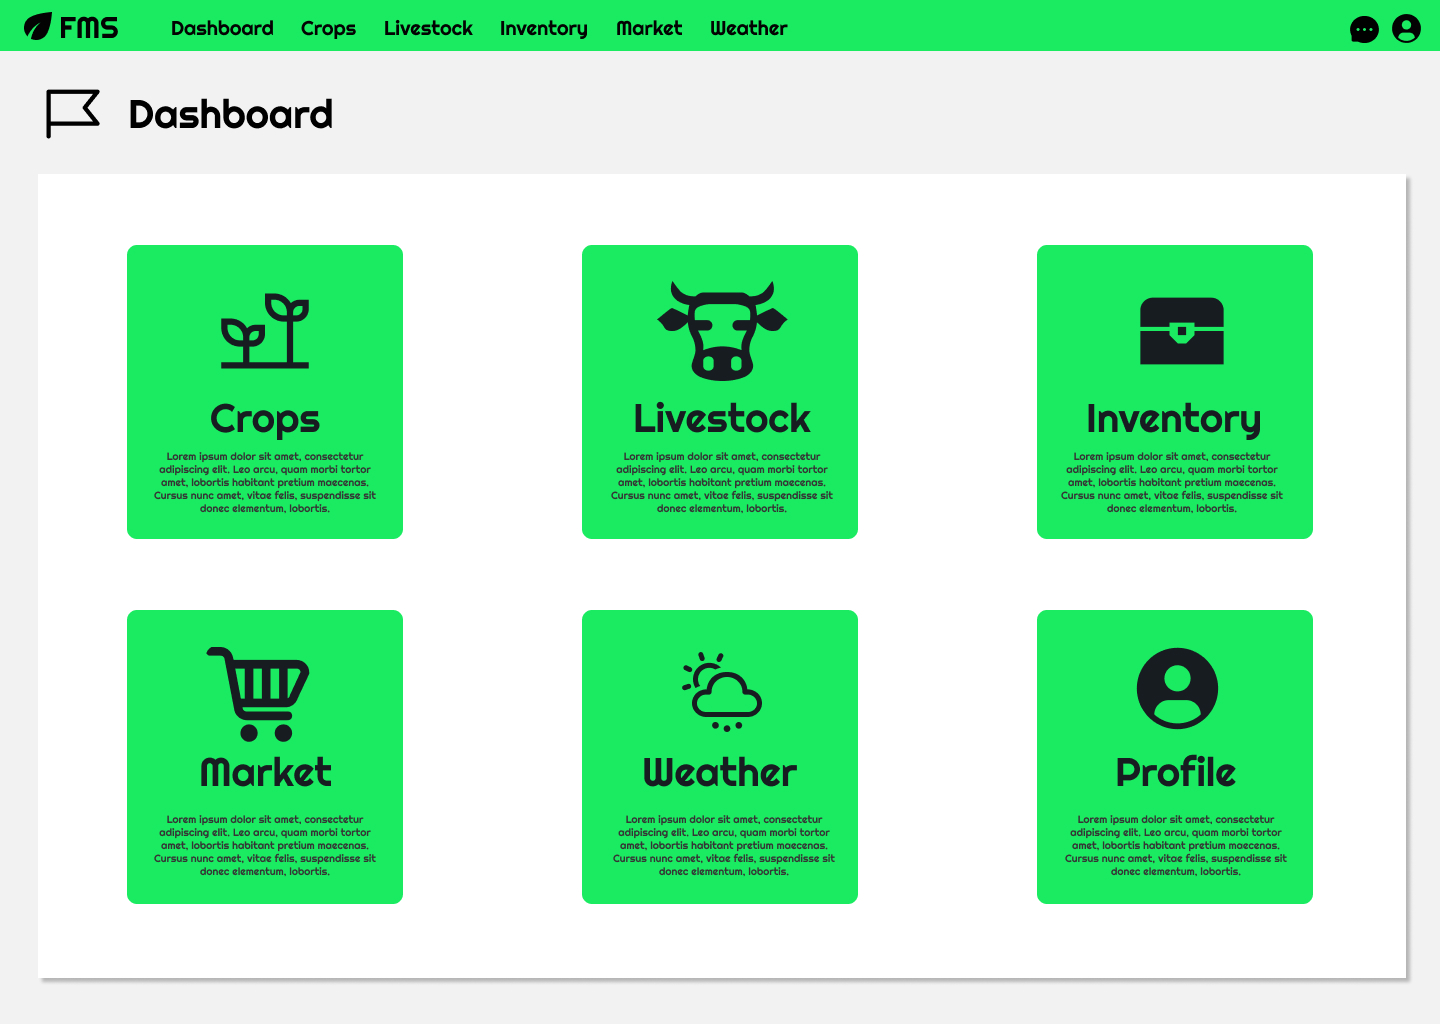 FMS
Dashboard Crops Livestock Inventory Market Weather
Dashboard
Crops
Lorem ipsum dolor sit amet, consectetur
adipiscing elit. Leo arcu, quam morbi tortor
amet, lobortis habitant pretium maecenas.
Cursus nunc amet, vitae felis, suspendisse sit
donec elementum, lobortis.
Livestock
Lorem ipsum dolor sit amet, consectetur
adipiscing elit. Leo arcu, quam morbi tortor
amet, lobortis habitant pretium maecenas.
Cursus nunc amet, vitae felis, suspendisse sit
donec elementum, lobortis.
Inventory
Lorem ipsum dolor sit amet, consectetur
adipiscing elit. Leo arcu, quam morbi tortor
amet, lobortis habitant pretium maecenas.
Cursus nunc amet, vitae felis, suspendisse sit
donec elementum, lobortis.
Market
Lorem ipsum dolor sit amet, consectetur
adipiscing elit. Leo arcu, quam morbi tortor
amet, lobortis habitant pretium maecenas.
Cursus nunc amet, vitae felis, suspendisse sit
donec elementum, lobortis.
Weather
Lorem ipsum dolor sit amet, consectetur
adipiscing elit. Leo arcu, quam morbi tortor
amet, lobortis habitant pretium maecenas.
Cursus nunc amet, vitae felis, suspendisse sit
donec elementum, lobortis.
Profile
Lorem ipsum dolor sit amet, consectetur
adipiscing elit. Leo arcu, quam morbi tortor
amet, lobortis habitant pretium maecenas.
Cursus nunc amet, vitae felis, suspendisse sit
donec elementum, lobortis.